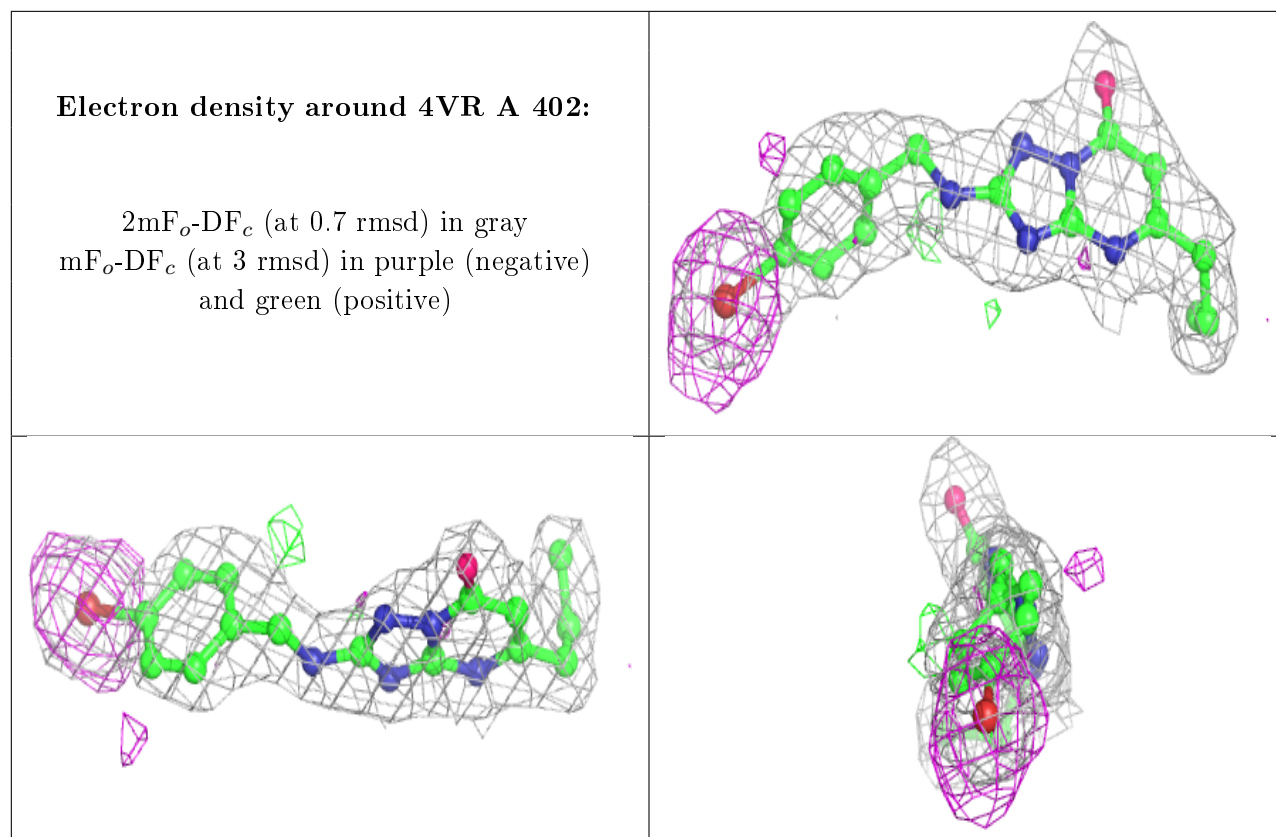 Electron density around 4VR A 402:
2mFo-DFc (at 0.7 rmsd) in gray
mFo-DFc (at 3 rmsd) in purple (negative)
and green (positive)